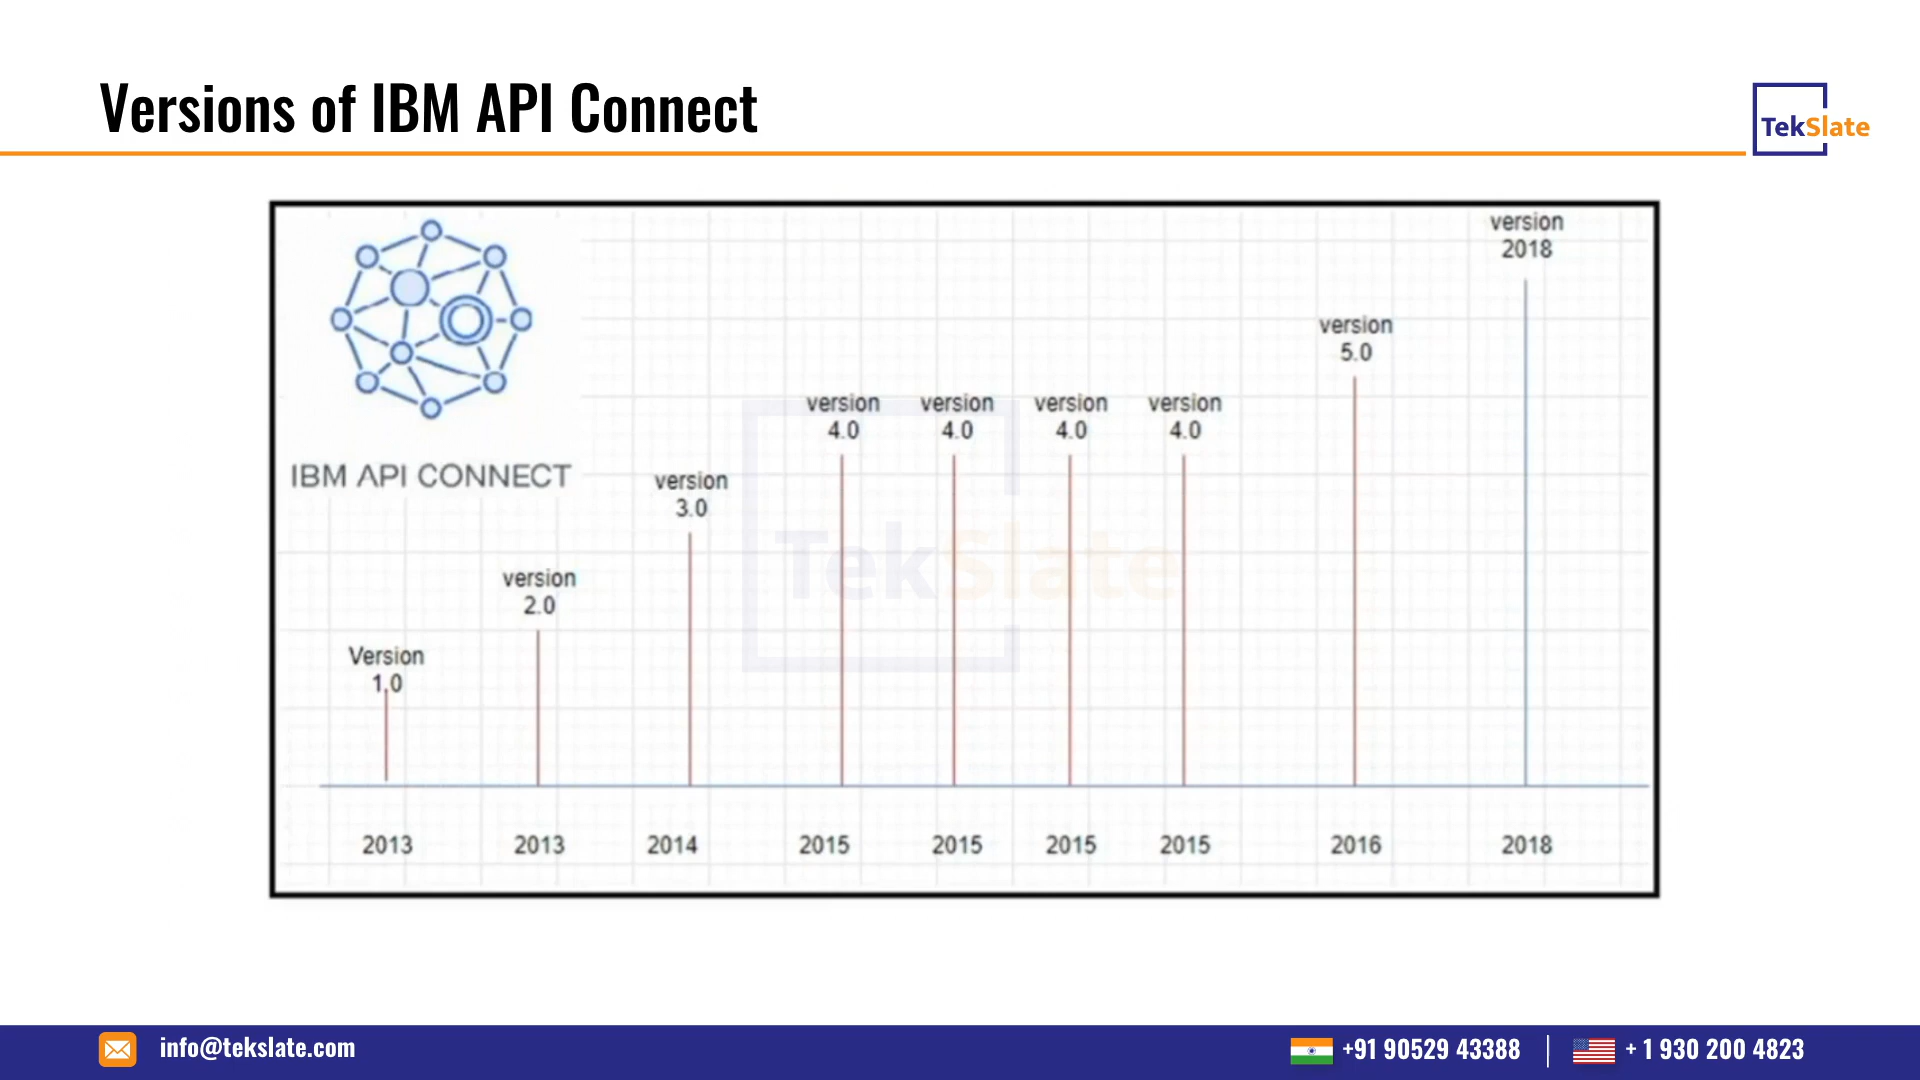 Versions of IBM API Connect
TekSlate
version
2018
version
5.0
version
4.0
version
4.0
version
4.0
version
4.0
IBM API CONNECT
version
3.0
TekSlate
version
2.0
Version
1.0
2013 2013 2014 2015 2015 2015 2015 2016 2018
info@tekslate.com
+91 90529 43388
+ 1 930 200 4823